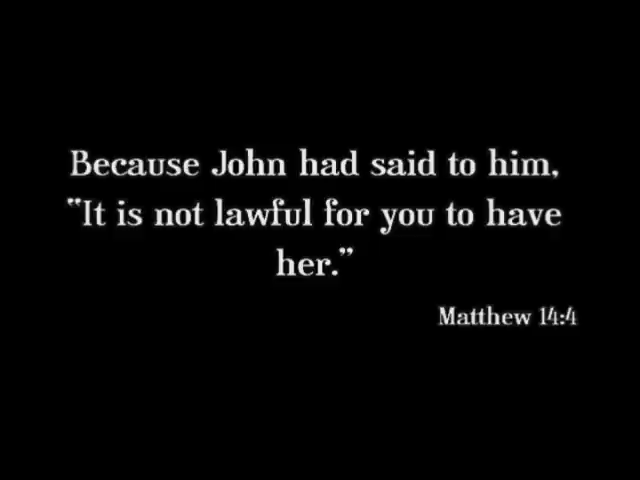 Because John had said to him,
“It is not lawful for you to have
her.”
Matthew 14:4